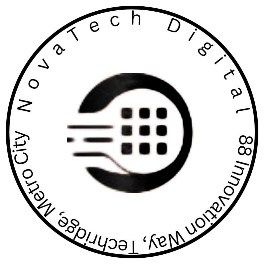 NovaTech Digital
88 Innovation Way, Techridge, Metro City